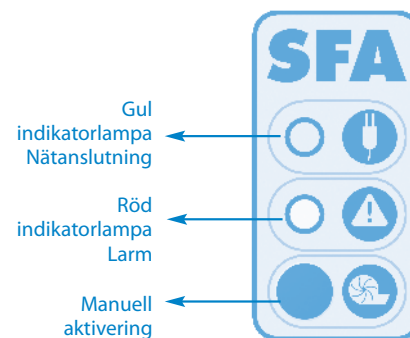 SFA
Gul
indikatorlampa
Nätanslutning
Röd
indikatorlampa
Larm
Manuell
aktivering